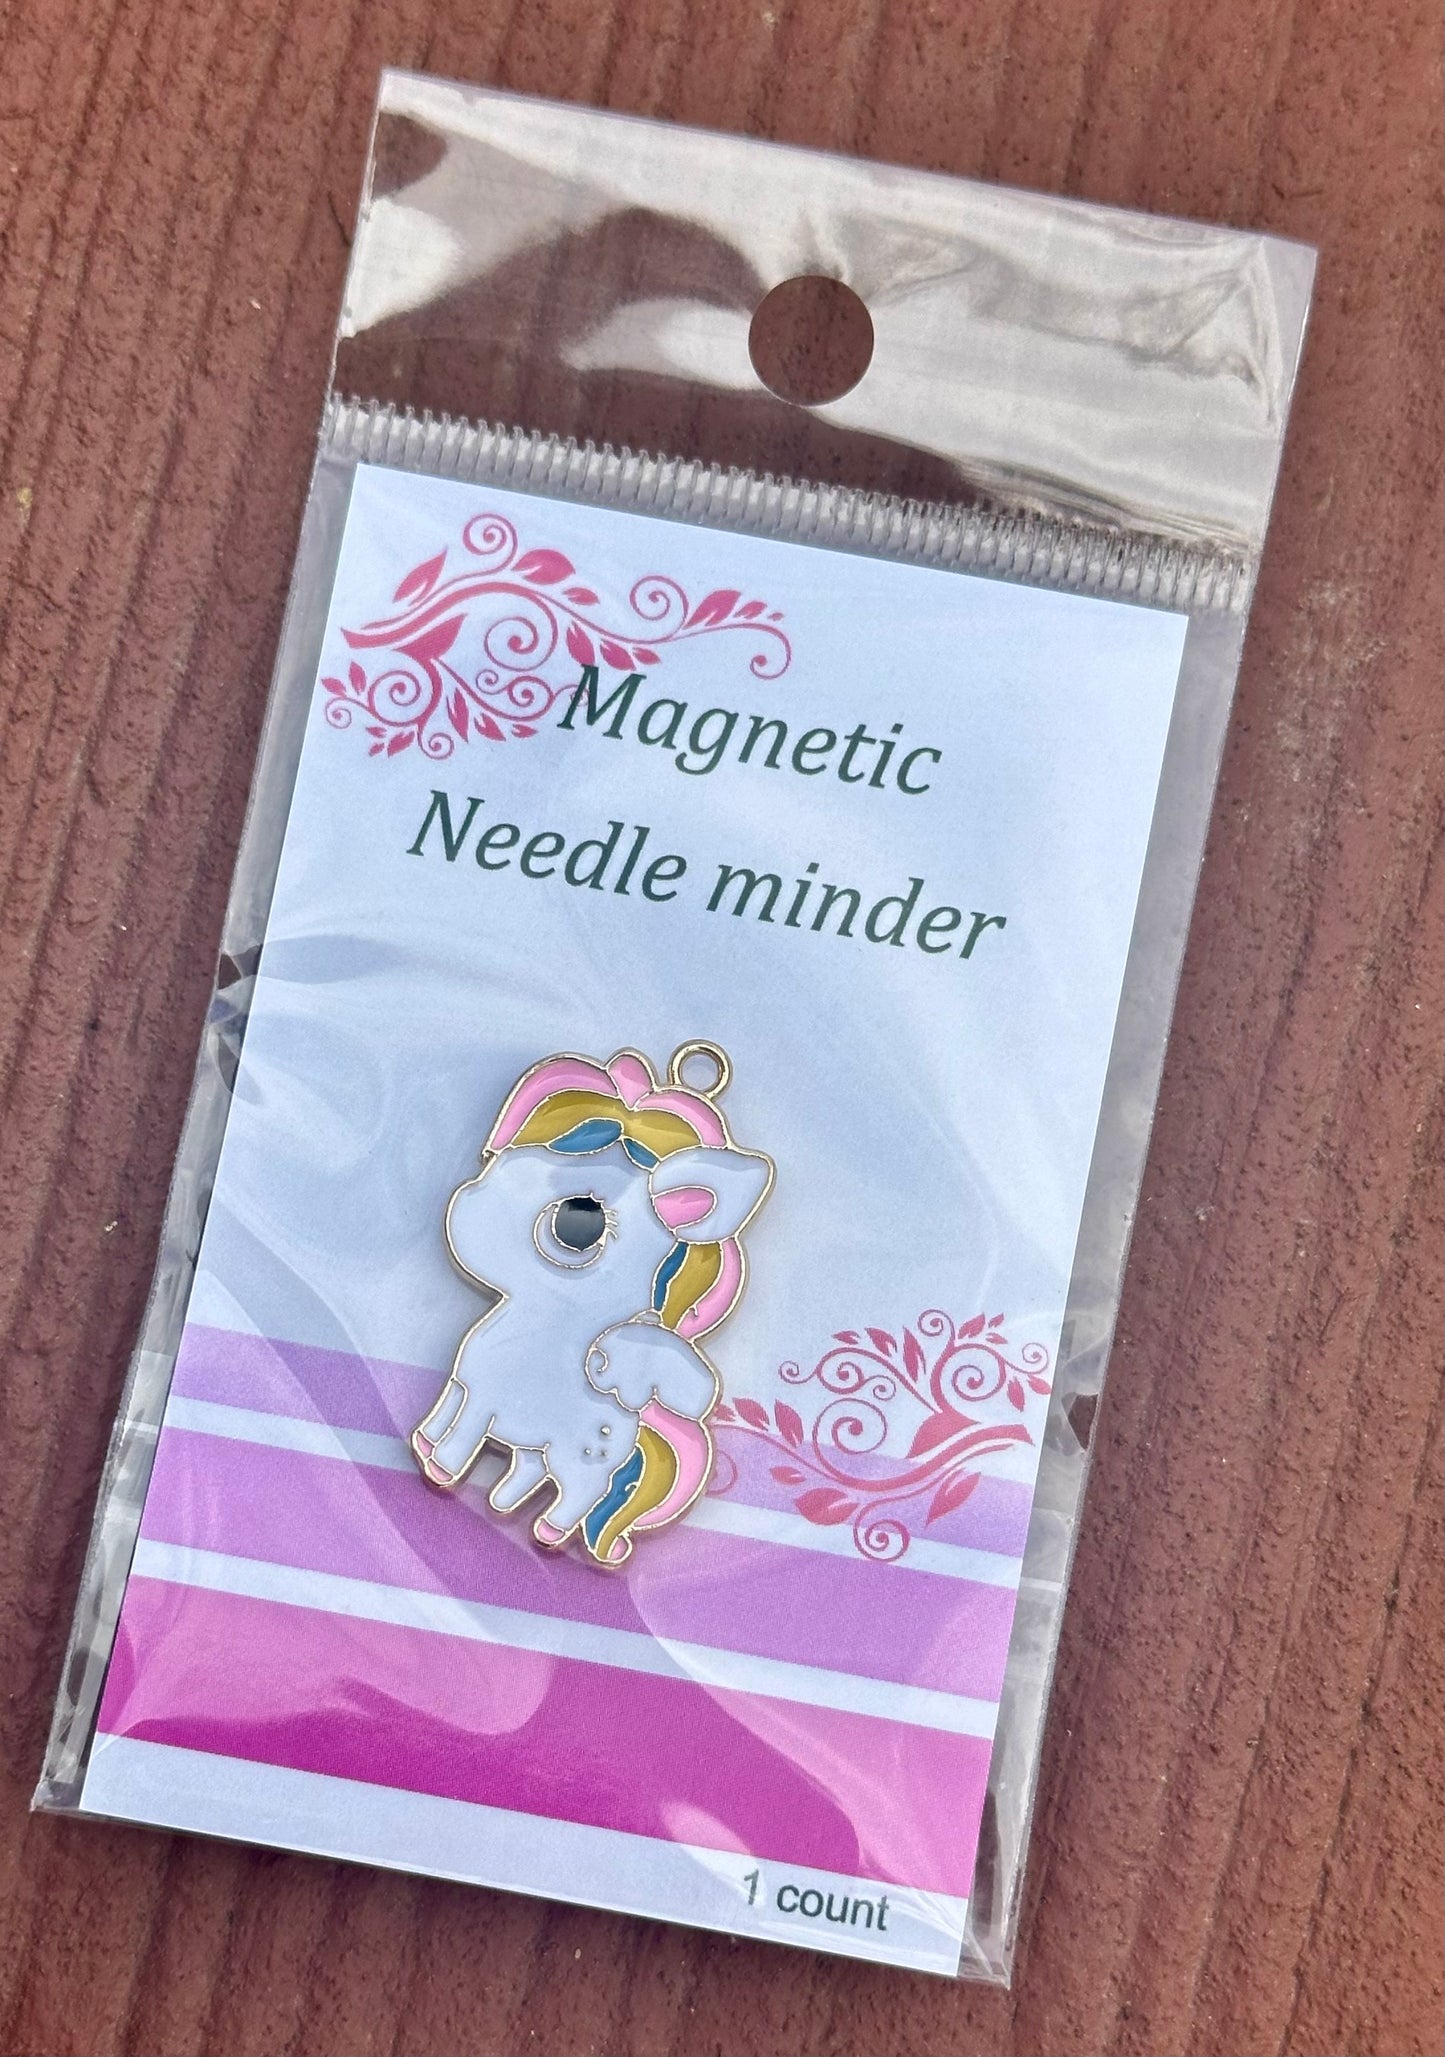 Magnetic
Needle minder
1 count